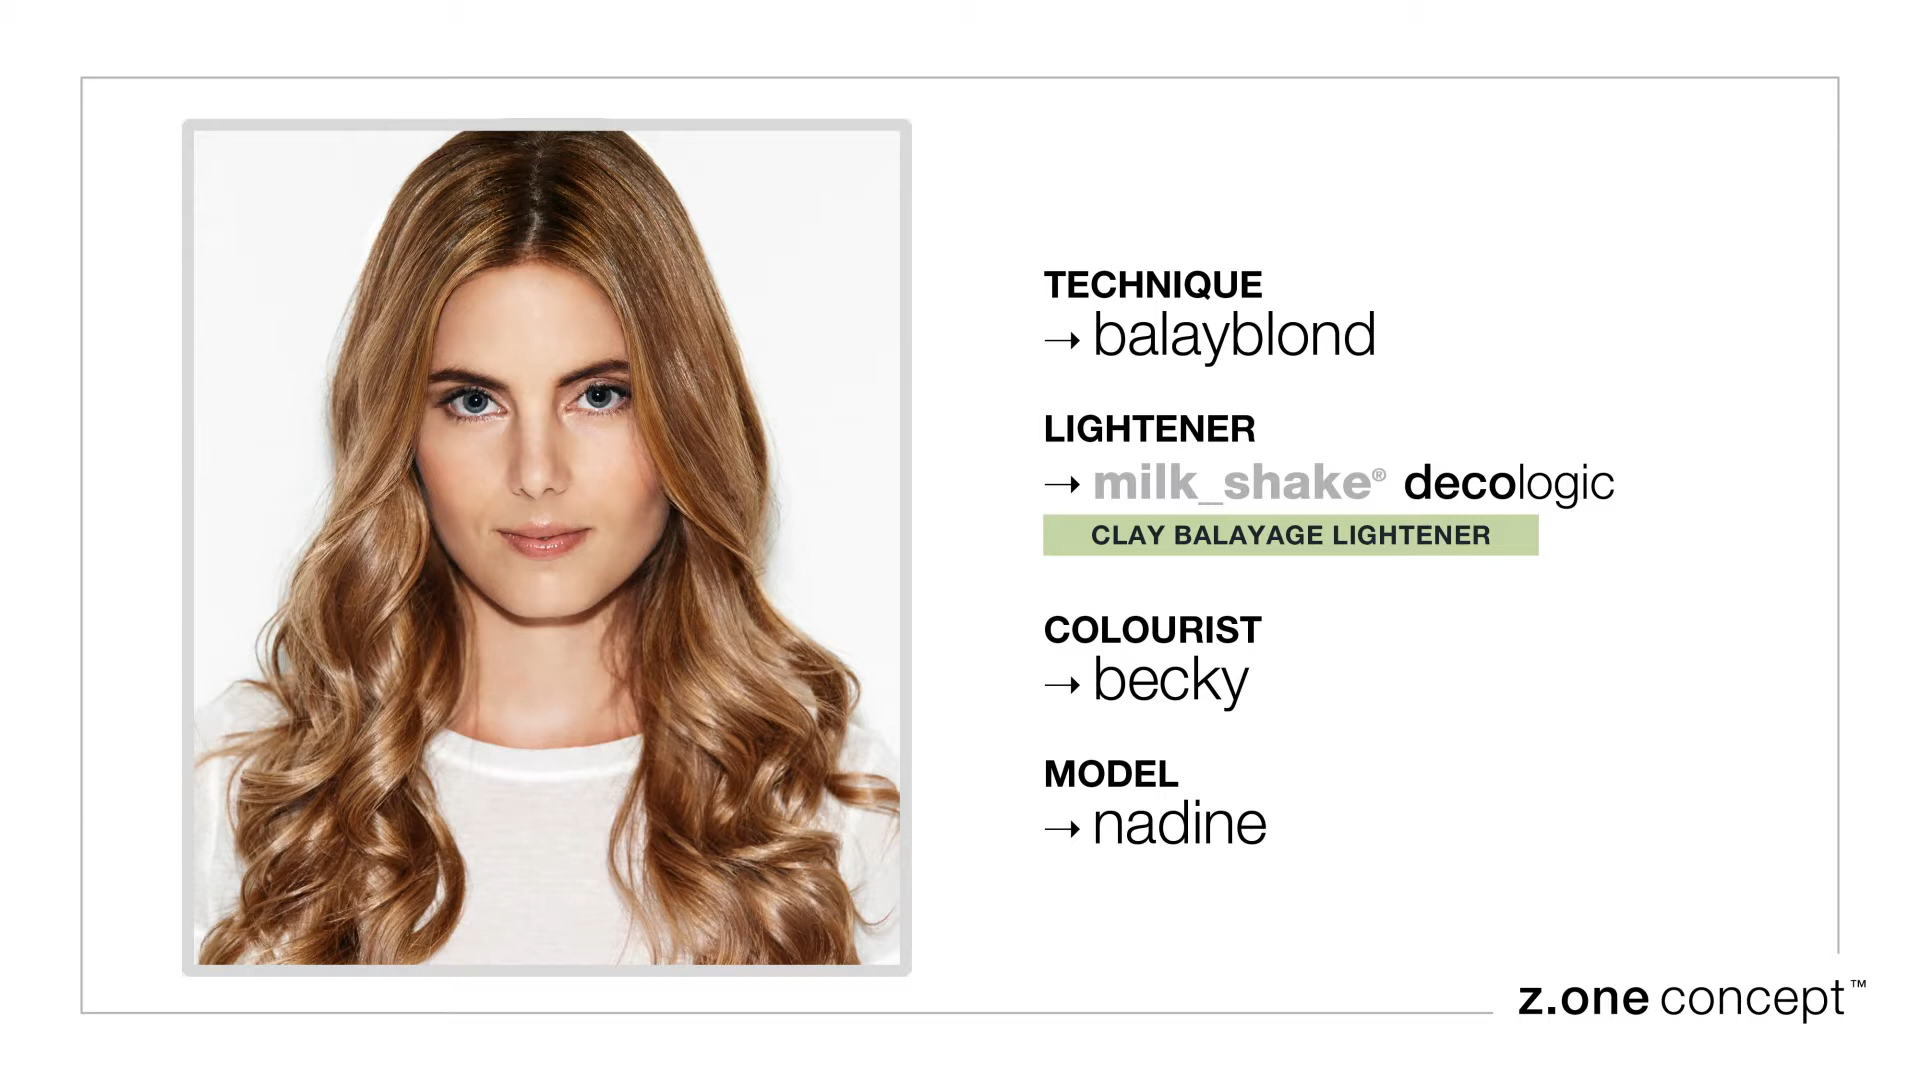 TECHNIQUE
→ balayblond
LIGHTENER
→ milk_shake® decologic
CLAY BALAYAGE LIGHTENER
COLOURIST
→ becky
MODEL
→ nadine
z.one concept™